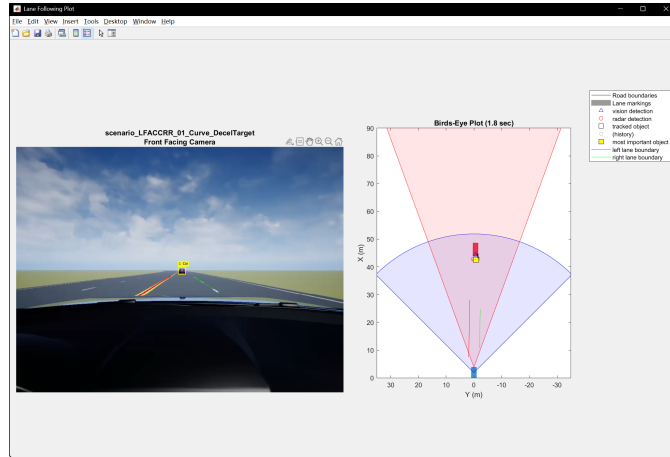 Lane Following Plot
File Edit View Insert Tools Desktop Window Help
scenario_LFACCRR_01_Curve_DecelTarget
Front Facing Camera
Birds-Eye Plot (1.8 sec)
90
80
70
60
50
40
30
20
10
0
X (m)
30 20 10 0 -10 -20 -30
Y (m)
Road boundaries
Lane markings
vision detection
radar detection
tracked object
(history)
most important object
left lane boundary
right lane boundary